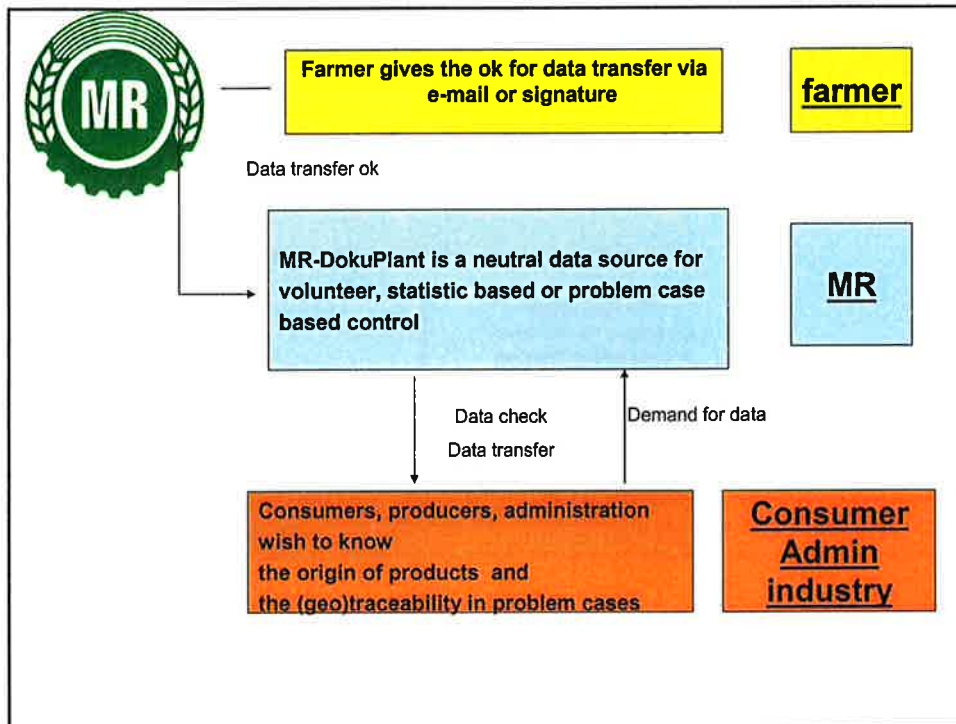 MR
Farmer gives the ok for data transfer via
e-mail or signature
farmer
Data transfer ok
MR-DokuPlant is a neutral data source for
volunteer, statistic based or problem case
based control
MR
Data check
Demand for data
Data transfer
Consumers, producers, administration
wish to know
the origin of products and
the (geo)traceability in problem cases
Consumer
Admin
industry